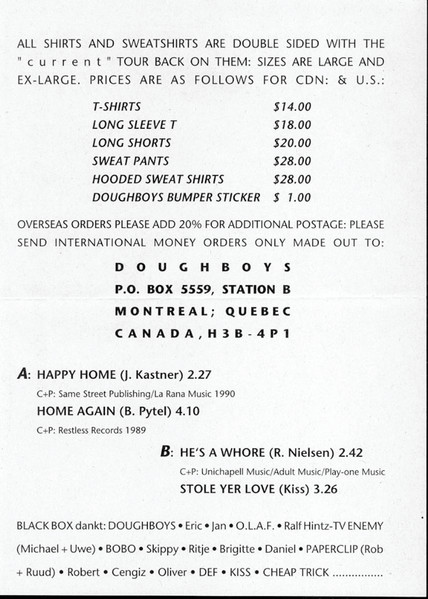 ALL SHIRTS AND SWEATSHIRTS ARE DOUBLE SIDED WITH THE
"current" TOUR BACK ON THEM: SIZES ARE LARGE AND
EX-LARGE. PRICES ARE AS FOLLOWS FOR CDN: & U.S.:
T-SHIRTS $14.00
LONG SLEEVE T $18.00
LONG SHORTS $20.00
SWEAT PANTS $28.00
HOODED SWEAT SHIRTS $28.00
DOUGHBOYS BUMPER STICKER $ 1.00
OVERSEAS ORDERS PLEASE ADD 20% FOR ADDITIONAL POSTAGE: PLEASE
SEND INTERNATIONAL MONEY ORDERS ONLY MADE OUT TO:
DOUGHBOYS
P.O. BOX 5559, STATION B
MONTREAL; QUEBEC
CANADA, H3B-4P1
A: HAPPY HOME (J. Kastner) 2.27
C+P: Same Street Publishing/La Rana Music 1990
HOME AGAIN (B. Pytel) 4.10
C+P: Restless Records 1989
B: HE'S A WHORE (R. Nielsen) 2.42
C+P: Unichapell Music/Adult Music/Play-one Music
STOLE YER LOVE (Kiss) 3.26
BLACK BOX dankt: DOUGHBOYS • Eric • Jan • O.L.A.F. • Ralf Hintz-TV ENEMY
(Michael + Uwe) • BOBO • Skippy • Ritje • Brigitte • Daniel • PAPERCLIP (Rob
+ Ruud) • Robert • Cengiz • Oliver • DEF • KISS • CHEAP TRICK ................